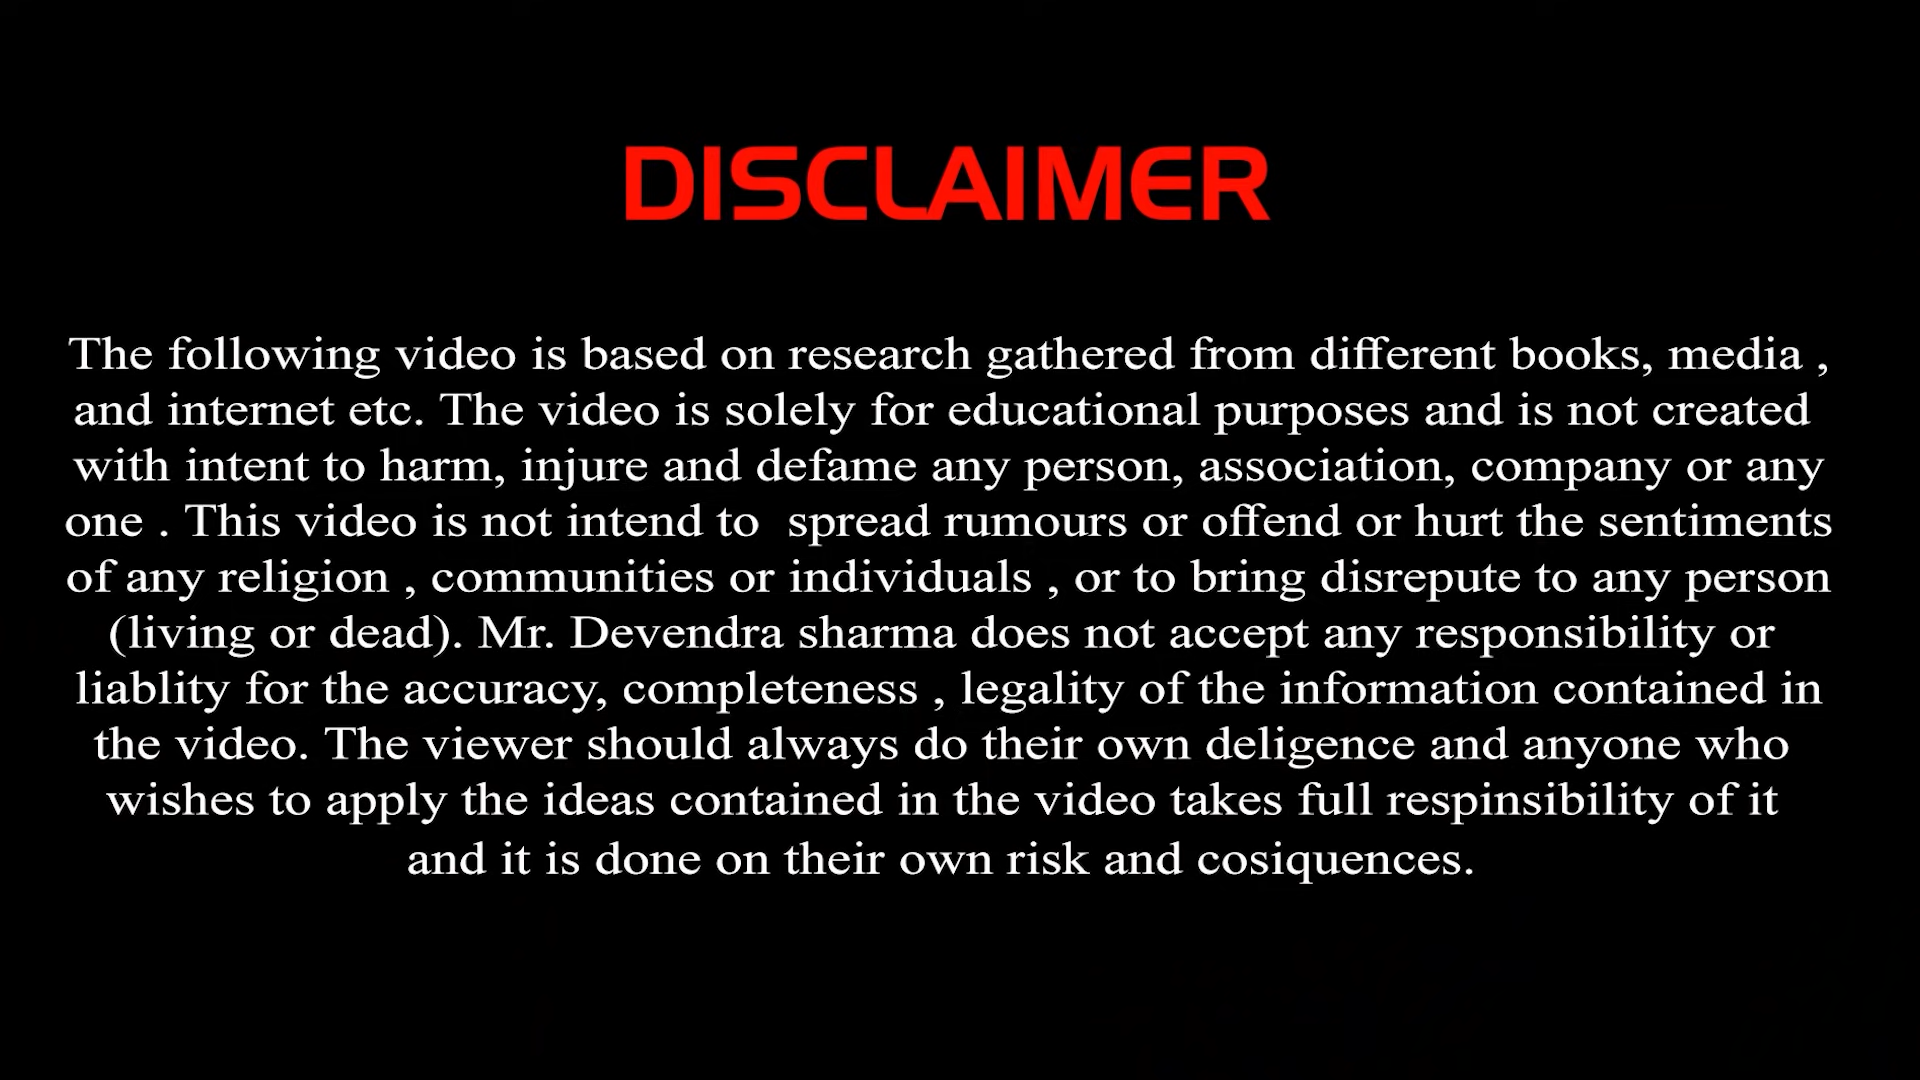 DISCLAIMER
The following video is based on research gathered from different books, media ,
and internet etc. The video is solely for educational purposes and is not created
with intent to harm, injure and defame any person, association, company or any
one . This video is not intend to  spread rumours or offend or hurt the sentiments
of any religion , communities or individuals , or to bring disrepute to any person
(living or dead). Mr. Devendra sharma does not accept any responsibility or
liablity for the accuracy, completeness , legality of the information contained in
the video. The viewer should always do their own deligence and anyone who
wishes to apply the ideas contained in the video takes full respinsibility of it
and it is done on their own risk and cosiquences.